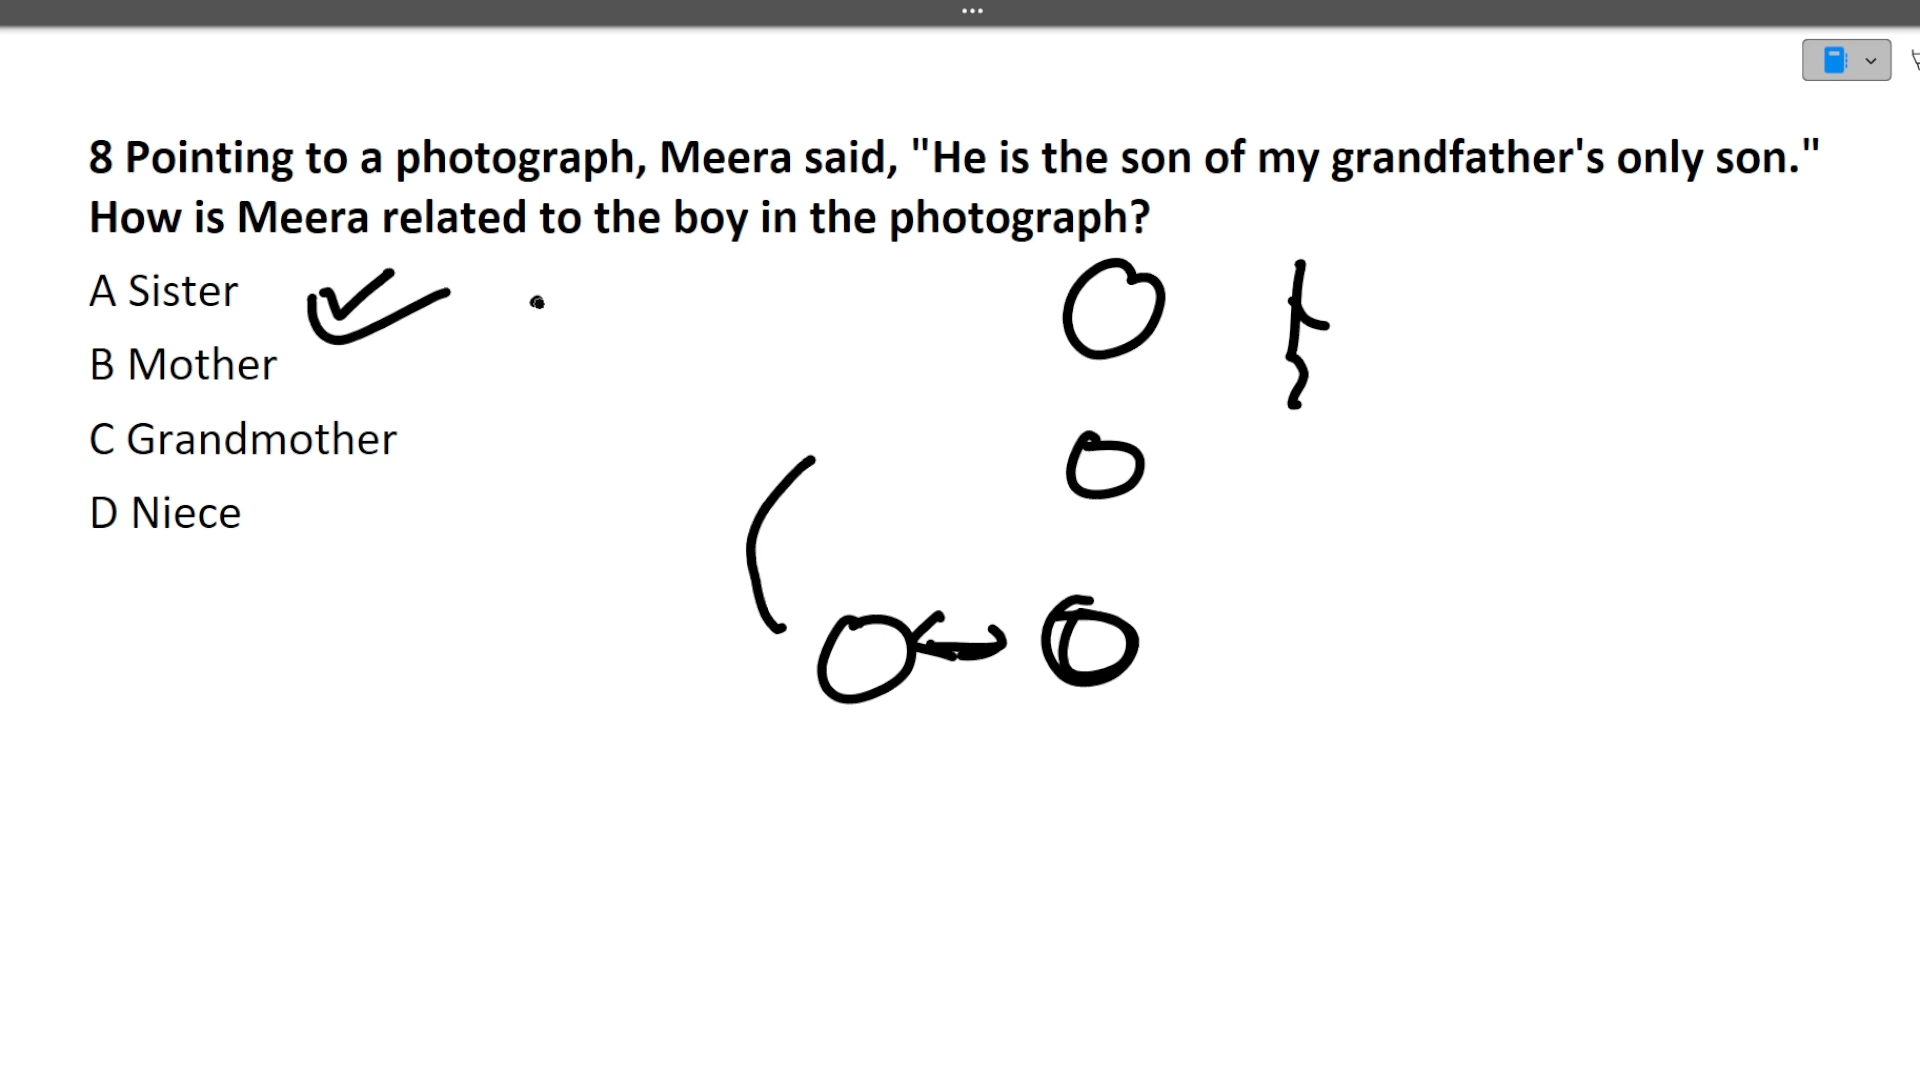 8 Pointing to a photograph, Meera said, "He is the son of my grandfather's only son."
How is Meera related to the boy in the photograph?
A Sister
B Mother
C Grandmother
D Niece